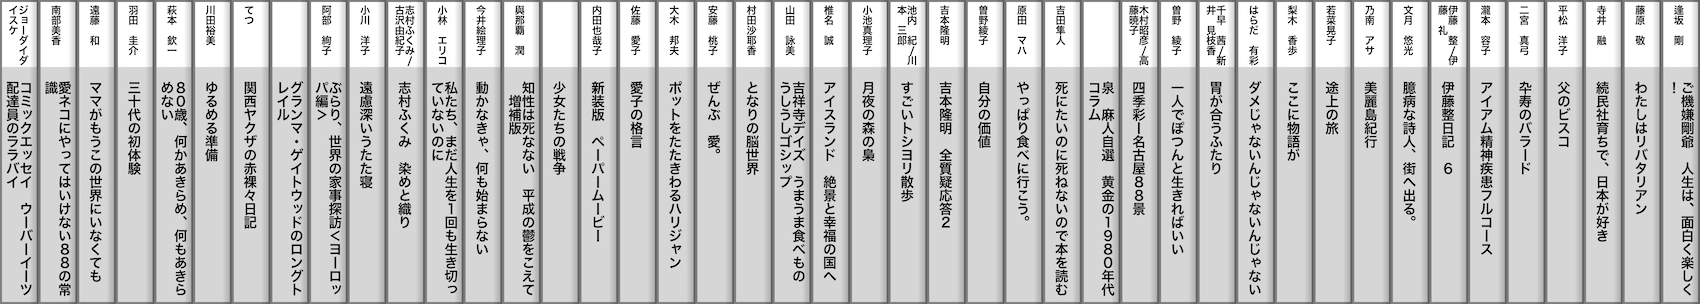 逢坂　剛
ご機嫌剛爺　人生は、面白く楽しく
！
藤原　敬
わたしはリバタリアン
寺井　融
続民社育ちで、日本が好き
平松　洋子
父のビスコ
二宮　真弓
卆寿のバラード
瀧本　容子
アイアム精神疾患フルコース
伊藤　整/伊
藤　礼
伊藤整日記　６
文月　悠光
臆病な詩人、街へ出る。
乃南　アサ
美麗島紀行
若菜晃子
途上の旅
梨木　香歩
ここに物語が
はらだ　有彩
ダメじゃないんじゃないんじゃない
千早　茜/新
井　見枝香
胃が合うふたり
曽野　綾子
一人でぽつんと生きればいい
木村昭彦/高
藤暁子
四季彩ー名古屋８８景
泉　麻人自選　黄金の１９８０年代
コラム
吉田隼人
死にたいのに死ねないので本を読む
原田　マハ
やっぱり食べに行こう。
曽野綾子
自分の価値
吉本隆明
吉本隆明　全質疑応答２
池内　紀/川
本　三郎
すごいトシヨリ散歩
小池真理子
月夜の森の梟
椎名　誠
アイスランド　絶景と幸福の国へ
山田　詠美
吉祥寺デイズ　うまうま食べもの
うしうしゴシップ
村田沙耶香
となりの脳世界
安藤　桃子
ぜんぶ　愛。
大木　邦夫
ポットをたたきわるハリジャン
佐藤　愛子
愛子の格言
内田也哉子
新装版　ペーパームービー
少女たちの戦争
與那覇　潤
知性は死なない　平成の鬱をこえて
増補版
今井絵理子
動かなきゃ、何も始まらない
小林　エリコ
私たち、まだ人生を１回も生き切っ
ていないのに
志村ふくみ/
古沢由紀子
志村ふくみ　染めと織り
小川　洋子
遠慮深いうたた寝
阿部　絢子
ぶらり、世界の家事探訪＜ヨーロッ
パ編＞
グランマ・ゲイトウッドのロングト
レイル
てつ
関西ヤクザの赤裸々日記
川田裕美
ゆるめる準備
萩本　欽一
８０歳、何かあきらめ、何もあきら
めない
羽田　圭介
三十代の初体験
遠藤　和
ママがもうこの世界にいなくても
南部美香
愛ネコにやってはいけない８８の常
識
ジョーダイダ
イスケ
コミックエッセイ　ウーバーイーツ
配達員のララバイ